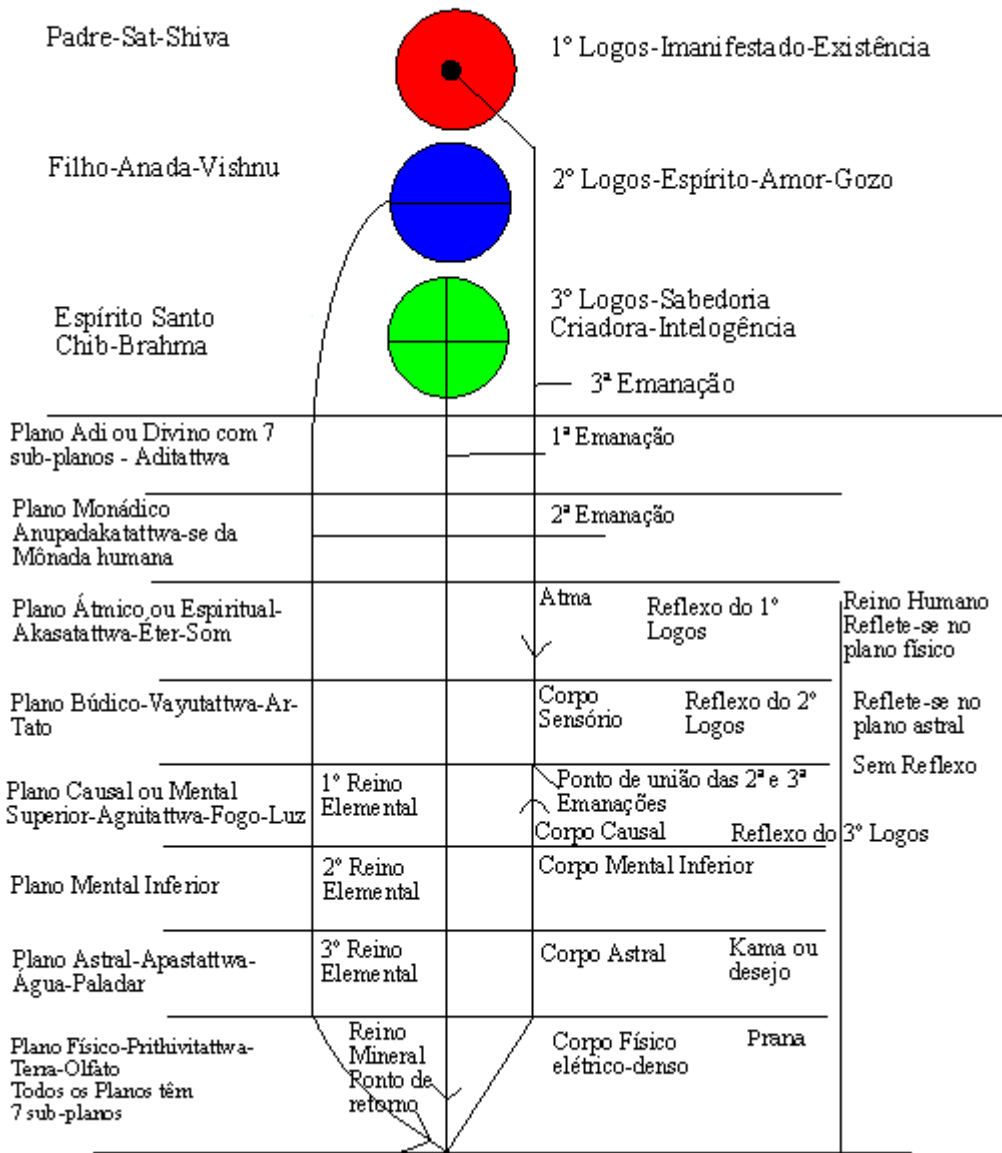 Padre-Sat-Shiva
1º Logos-Imanifestado-Existência
Filho-Anada-Vishnu
2º Logos-Espírito-Amor-Gozo
Espírito Santo
Chib-Brahma
3º Logos-Sabedoria
Criadora-Intelogência
3ª Emanação
Plano Adi ou Divino com 7
sub-planos - Aditattwa
1ª Emanação
Plano Monádico
Anupadakatattwa-se da
Mônada humana
2ª Emanação
Plano Átmico ou Espiritual-
Akasatattwa-Éter-Som
Atma
Reflexo do 1º
Logos
Reino Humano
Reflete-se no
plano físico
Plano Búdico-Vayutattwa-Ar-
Tato
Corpo
Sensório
Reflexo do 2º
Logos
Reflete-se no
plano astral
Sem Reflexo
Plano Causal ou Mental
Superior-Agnitattwa-Fogo-Luz
1º Reino
Elemental
Ponto de união das 2ª e 3ª
Emanações
Corpo Causal
Reflexo do 3º Logos
Plano Mental Inferior
2º Reino
Elemental
Corpo Mental Inferior
Plano Astral-Apastattwa-
Água-Paladar
3º Reino
Elemental
Corpo Astral
Kama ou
desejo
Plano Físico-Prithivitattwa-
Terra-Olfato
Todos os Planos têm
7 sub-planos
Reino
Mineral
Ponto de
retorno
Corpo Físico
elétrico-denso
Prana